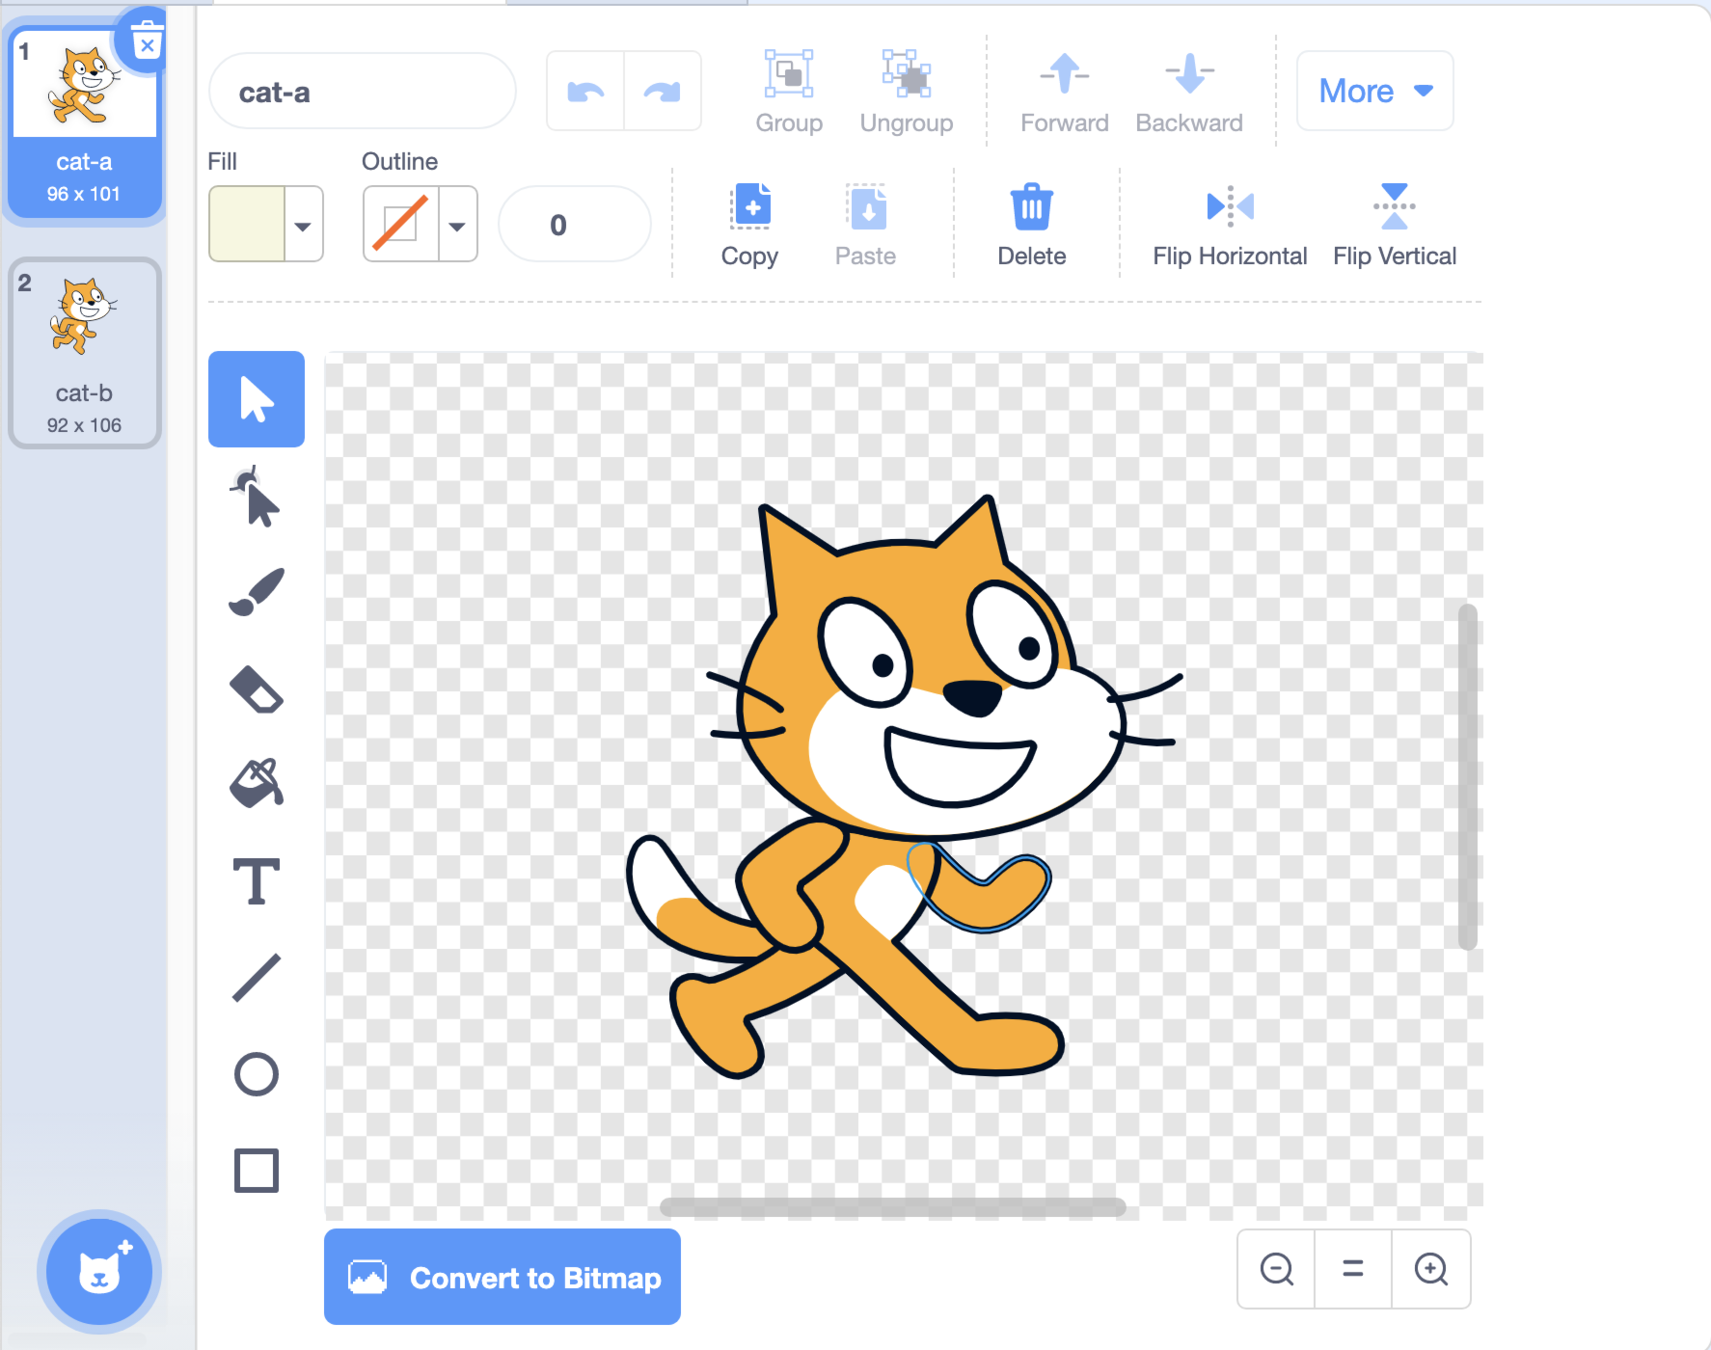 1
cat-a
96 x 101
2
cat-b
92 x 106
cat-a
Group
Ungroup
Forward
Backward
More
Fill
Outline
0
Copy
Paste
Delete
Flip Horizontal
Flip Vertical
T
Convert to Bitmap